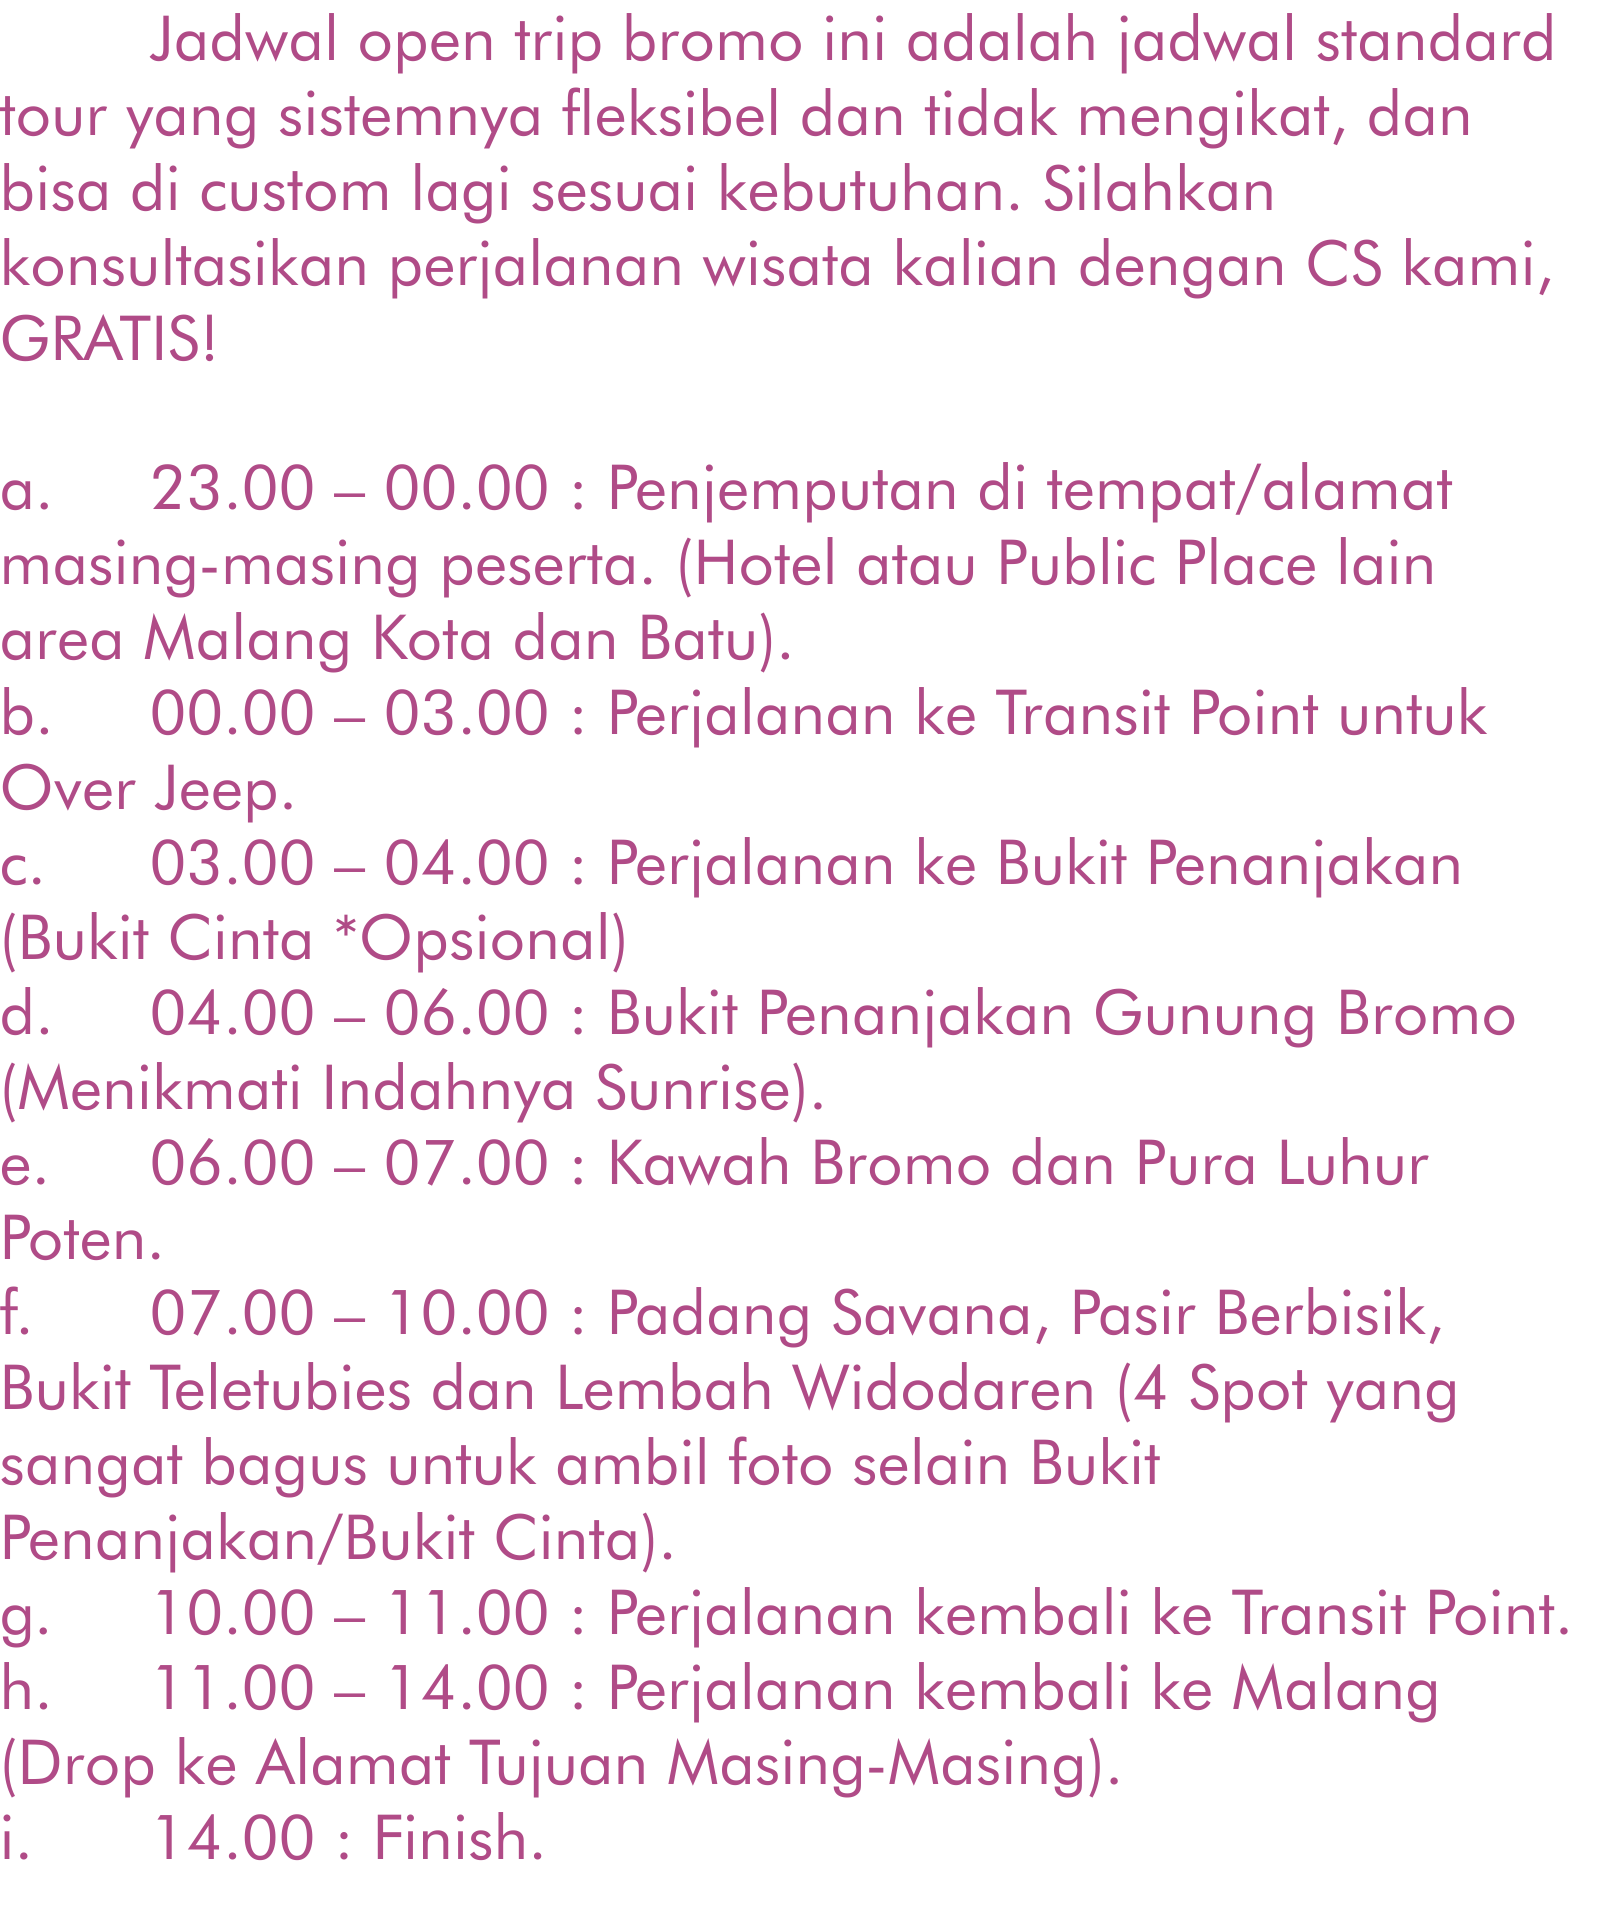 Jadwal open trip bromo ini adalah jadwal standard
tour yang sistemnya fleksibel dan tidak mengikat, dan
bisa di custom lagi sesuai kebutuhan. Silahkan
konsultasikan perjalanan wisata kalian dengan CS kami,
GRATIS!
a. 23.00 – 00.00 : Penjemputan di tempat/alamat
masing-masing peserta. (Hotel atau Public Place lain
area Malang Kota dan Batu).
b. 00.00 – 03.00 : Perjalanan ke Transit Point untuk
Over Jeep.
c. 03.00 – 04.00 : Perjalanan ke Bukit Penanjakan
(Bukit Cinta *Opsional)
d. 04.00 – 06.00 : Bukit Penanjakan Gunung Bromo
(Menikmati Indahnya Sunrise).
e. 06.00 – 07.00 : Kawah Bromo dan Pura Luhur
Poten.
f. 07.00 – 10.00 : Padang Savana, Pasir Berbisik,
Bukit Teletubies dan Lembah Widodaren (4 Spot yang
sangat bagus untuk ambil foto selain Bukit
Penanjakan/Bukit Cinta).
g. 10.00 – 11.00 : Perjalanan kembali ke Transit Point.
h. 11.00 – 14.00 : Perjalanan kembali ke Malang
(Drop ke Alamat Tujuan Masing-Masing).
i. 14.00 : Finish.